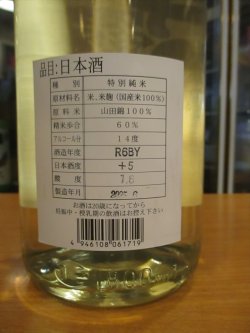 品目:日本酒
種 別 特別純米
原材料名 米、米麹(国産米100%)
原料米 山田錦100%
精米歩合 60%
アルコール分 14度
酒造年度 R6BY
日本酒度 +5
酸度
製造年月
お酒は20歳になってから
妊娠中・授乳期の飲酒はお控え下さい
4946108061719